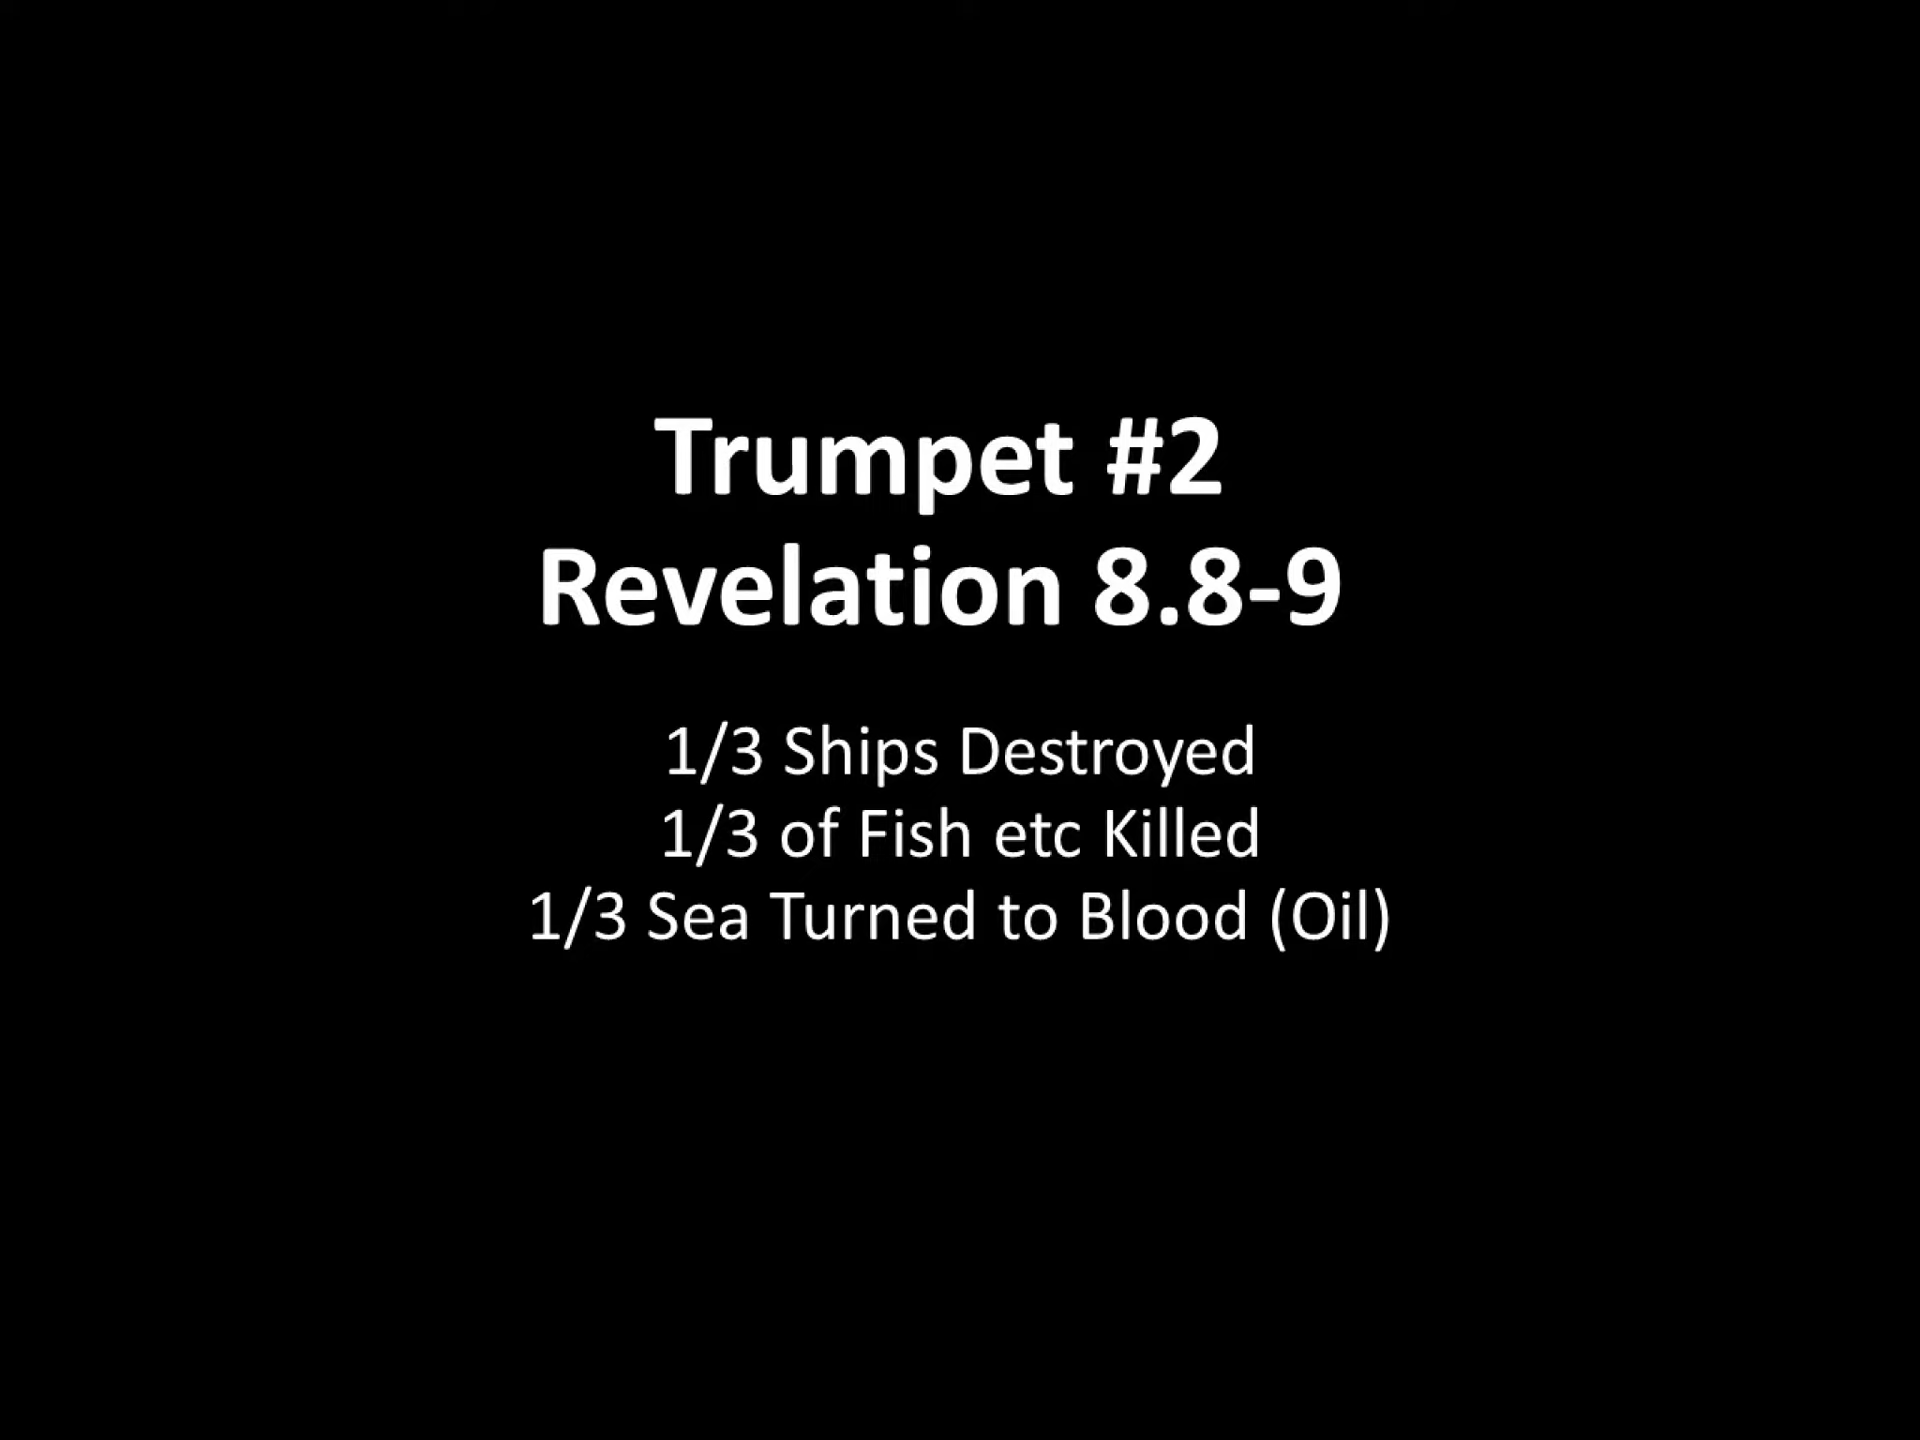 Trumpet #2
Revelation 8.8-9
1/3 Ships Destroyed
1/3 of Fish etc Killed
1/3 Sea Turned to Blood (Oil)